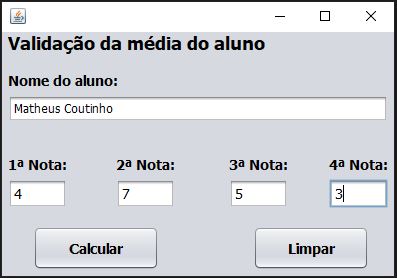 Validação da média do aluno
Nome do aluno:
Matheus Coutinho
1ª Nota: 2ª Nota: 3ª Nota: 4ª Nota:
4 7 5 3
Calcular Limpar